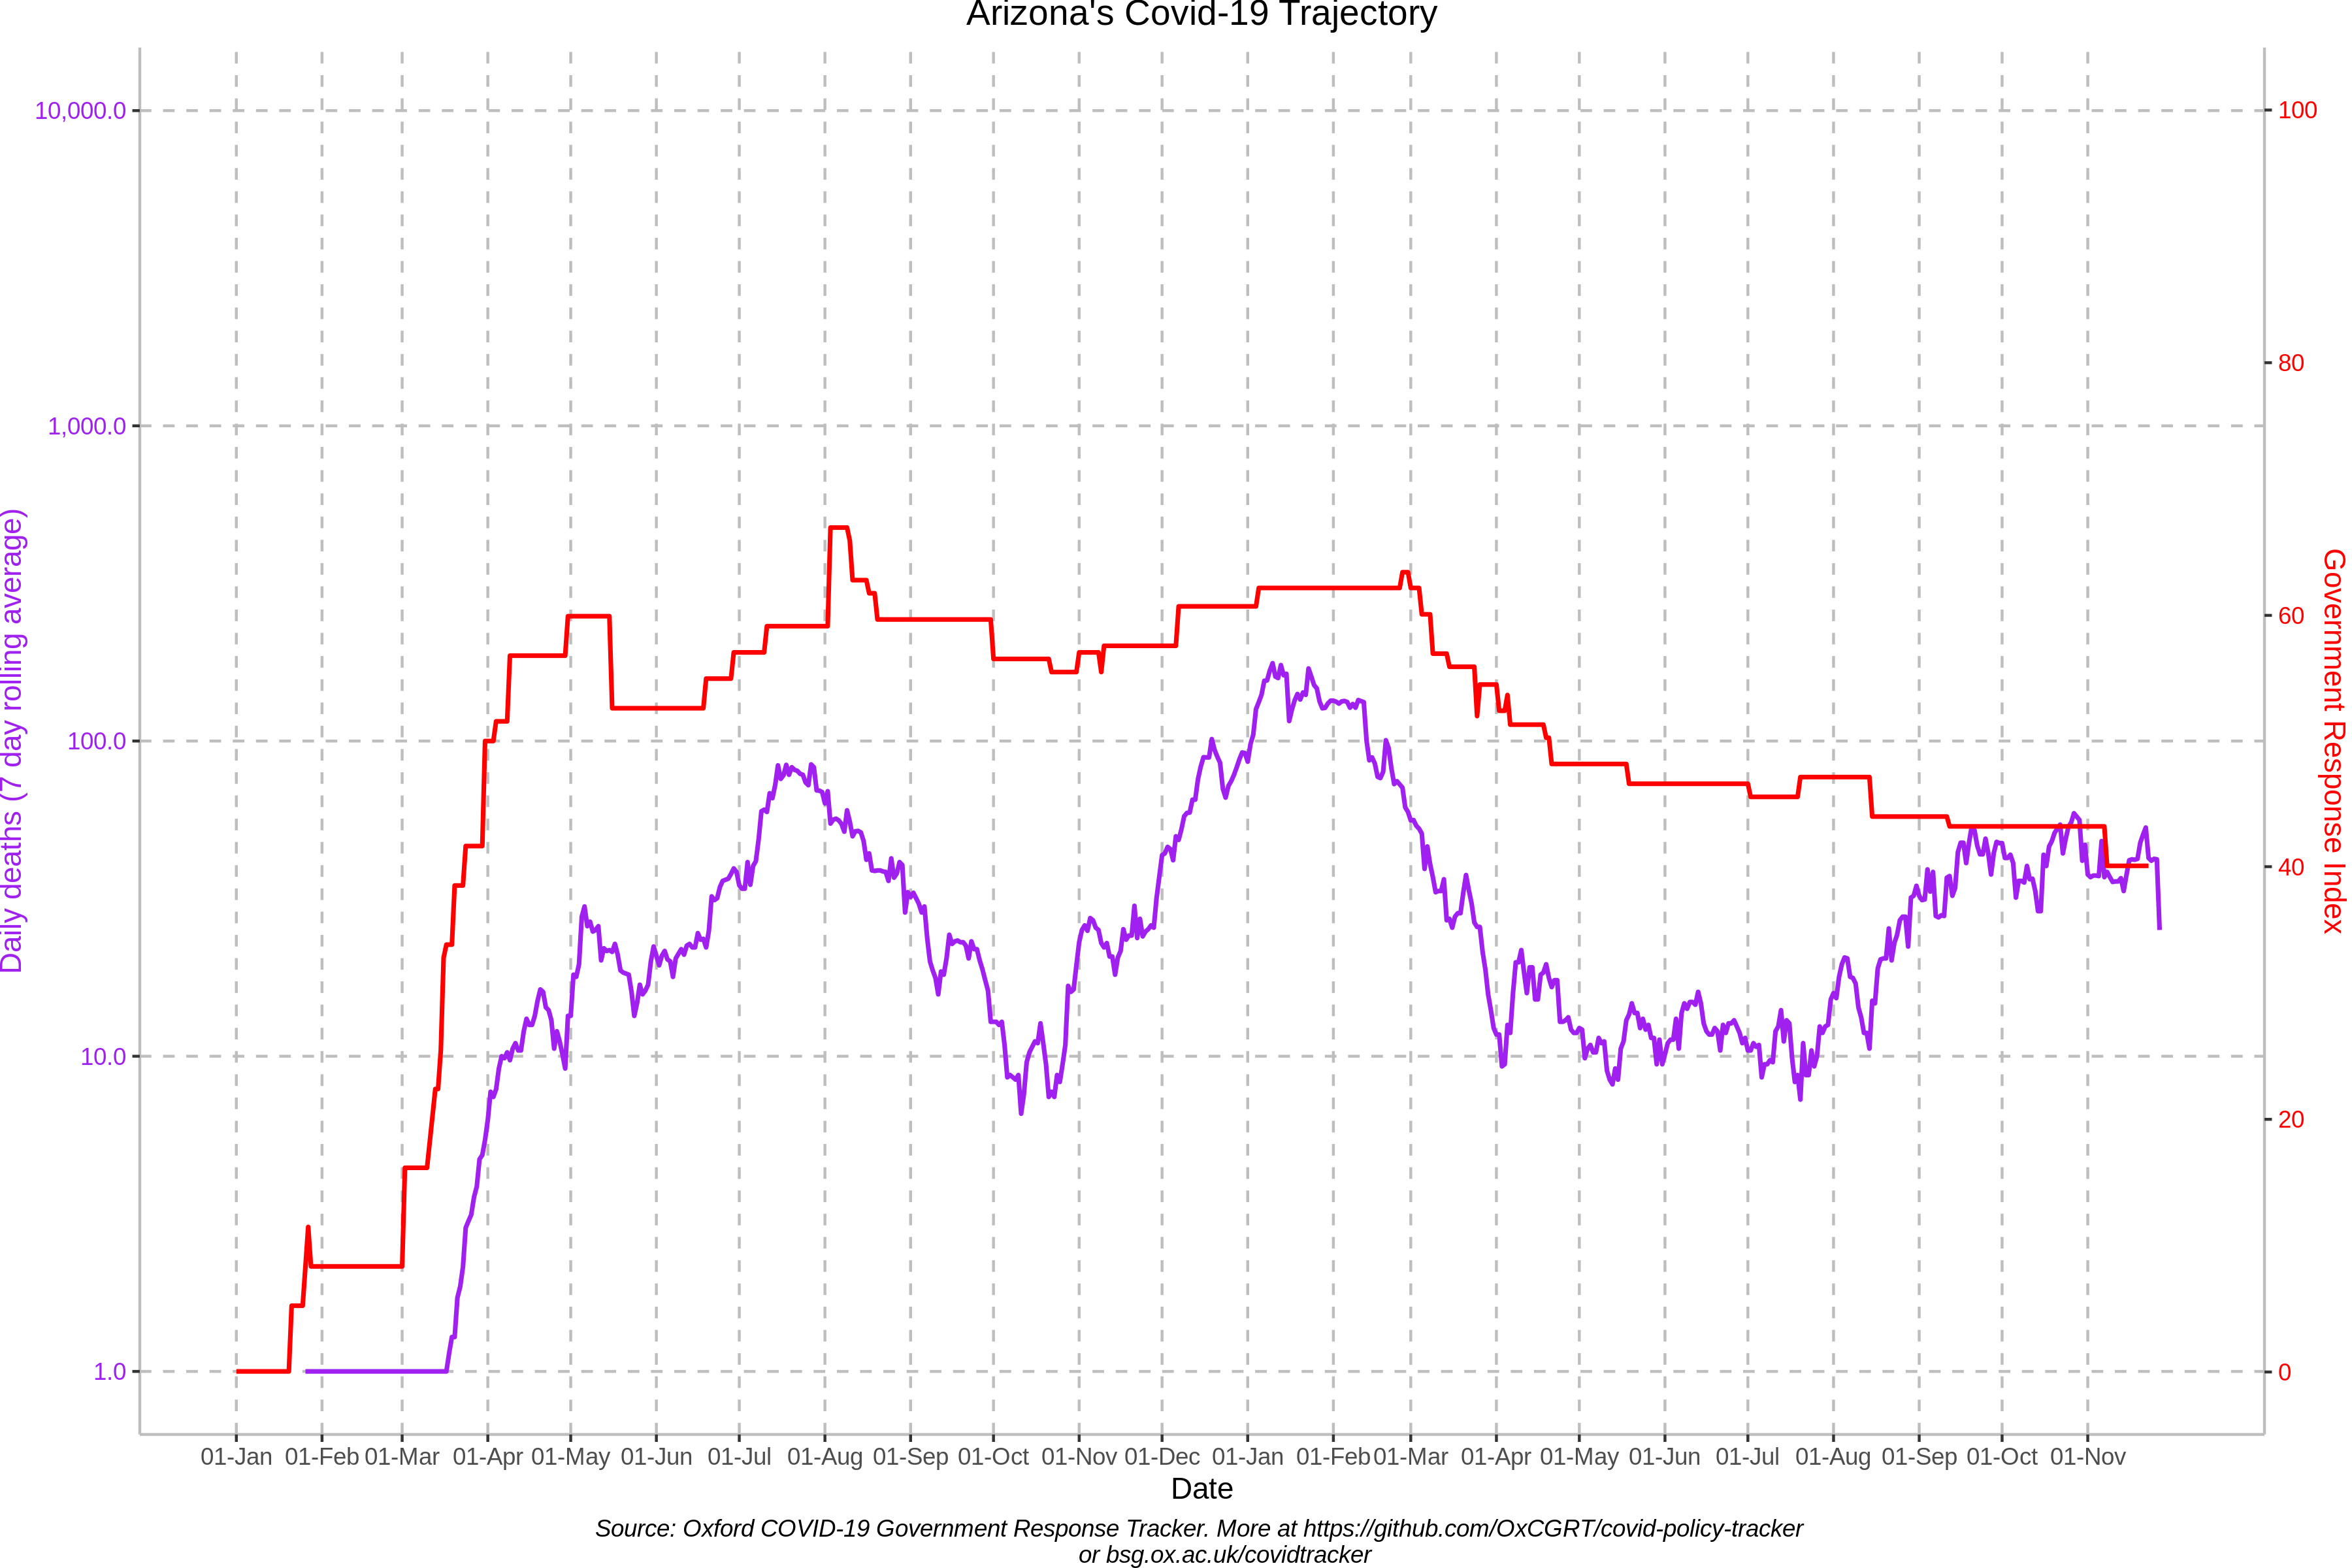 Arizona's Covid-19 Trajectory
10,000.0
1,000.0
100.0
10.0
1.0
Daily deaths (7 day rolling average)
100
80
60
40
20
0
Government Response Index
01-Jan 01-Feb 01-Mar 01-Apr 01-May 01-Jun 01-Jul 01-Aug 01-Sep 01-Oct 01-Nov 01-Dec 01-Jan 01-Feb 01-Mar 01-Apr 01-May 01-Jun 01-Jul 01-Aug 01-Sep 01-Oct 01-Nov
Date
Source: Oxford COVID-19 Government Response Tracker. More at https://github.com/OxCGRT/covid-policy-tracker
or bsg.ox.ac.uk/covidtracker